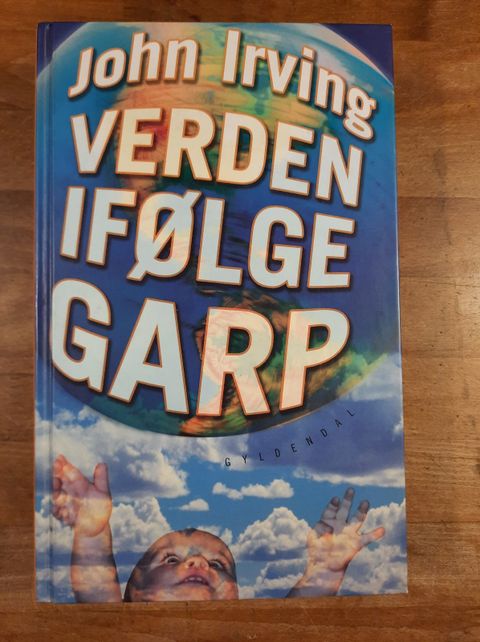 John Irving
VERDEN
IFØLGE
GARP
GYLDENDAL